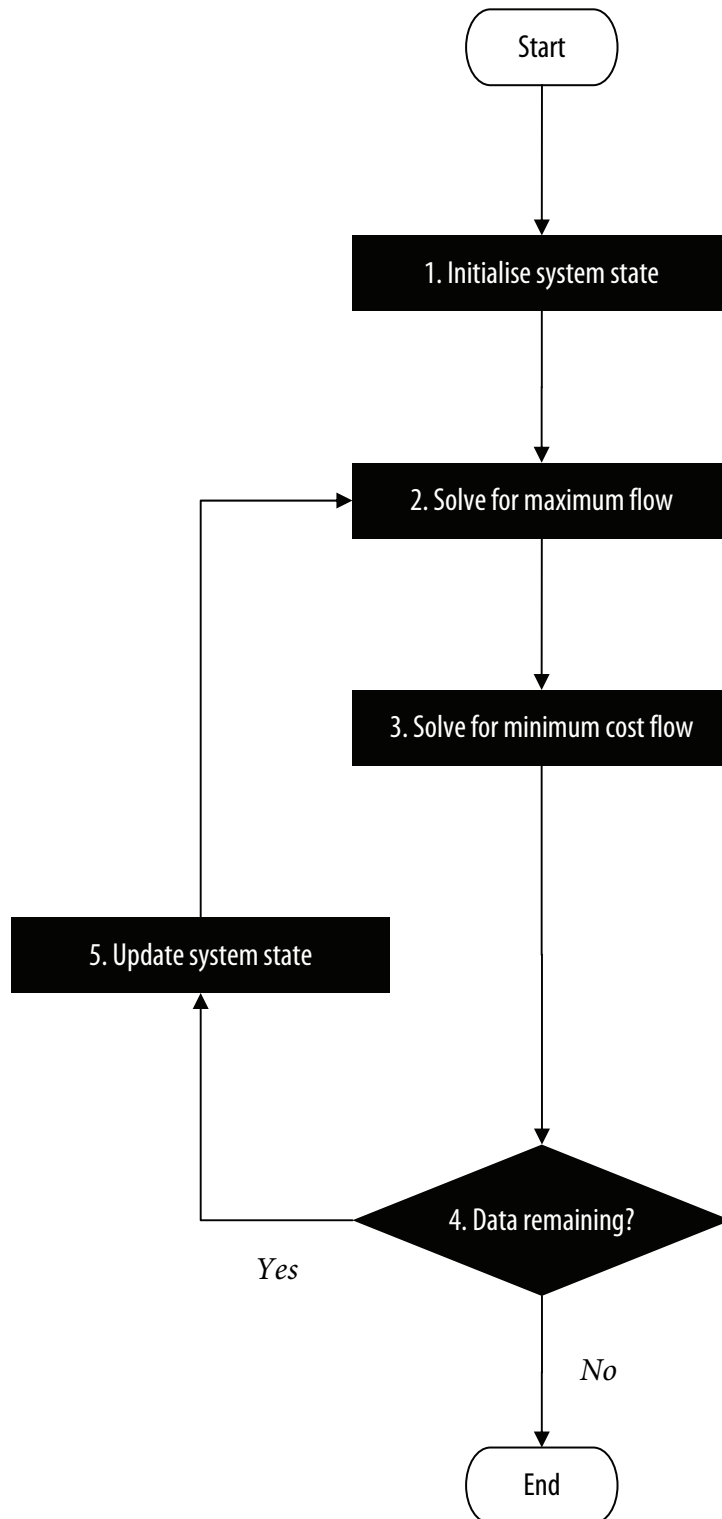 Start
1. Initialise system state
2. Solve for maximum flow
3. Solve for minimum cost flow
5. Update system state
4. Data remaining?
Yes
No
End